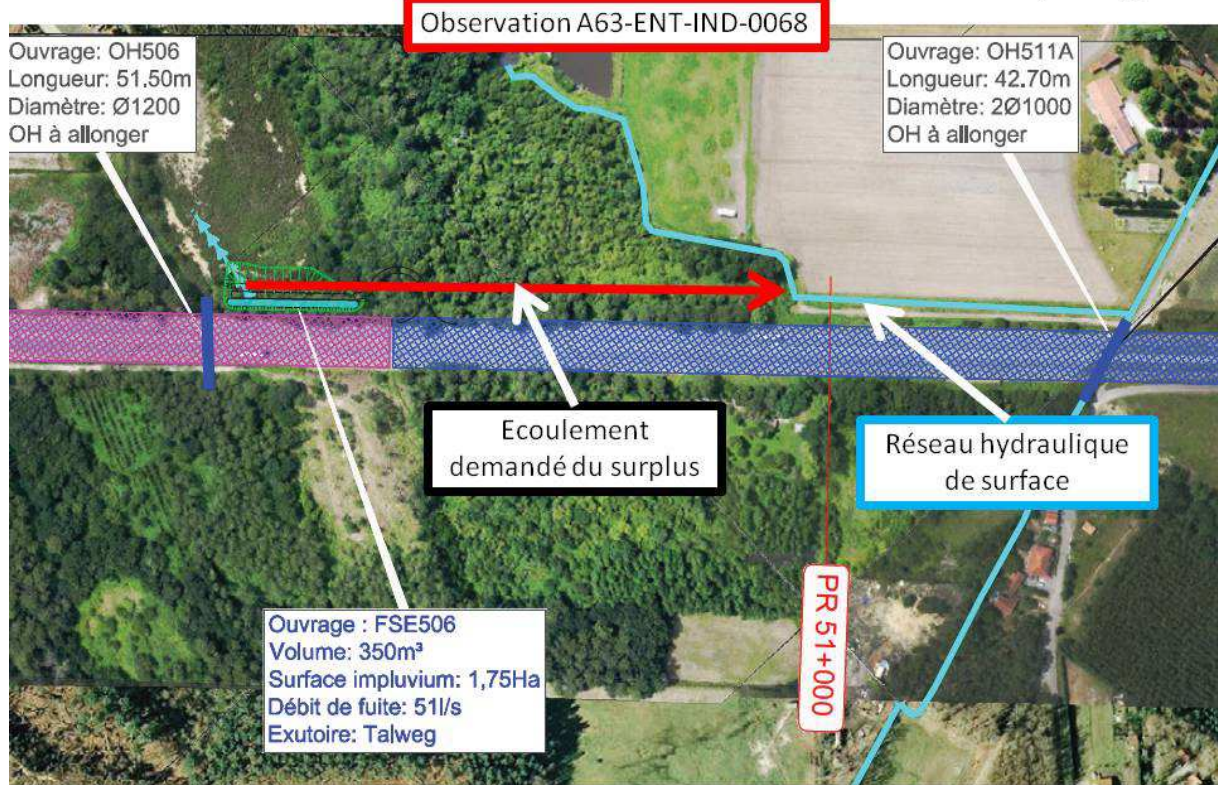 Observation A63-ENT-IND-0068
Ouvrage: OH506
Longueur: 51.50m
Diamètre: Ø1200
OH à allonger
Ouvrage: OH511A
Longueur: 42.70m
Diamètre: 2Ø1000
OH à allonger
Ecoulement
demandé du surplus
Réseau hydraulique
de surface
PR 51+000
Ouvrage : FSE506
Volume: 350m³
Surface impluvium: 1,75Ha
Débit de fuite: 51l/s
Exutoire: Talweg